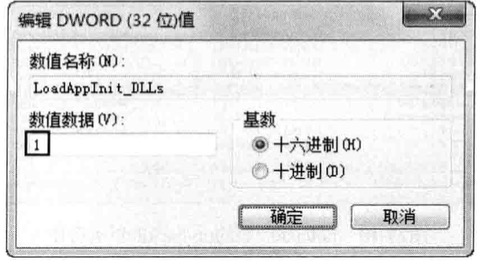 编辑 DWORD (32 位)值
数值名称(N):
LoadAppInit_DLLs
数值数据(V):
1
基数
十六进制(H)
十进制(D)
确定
取消